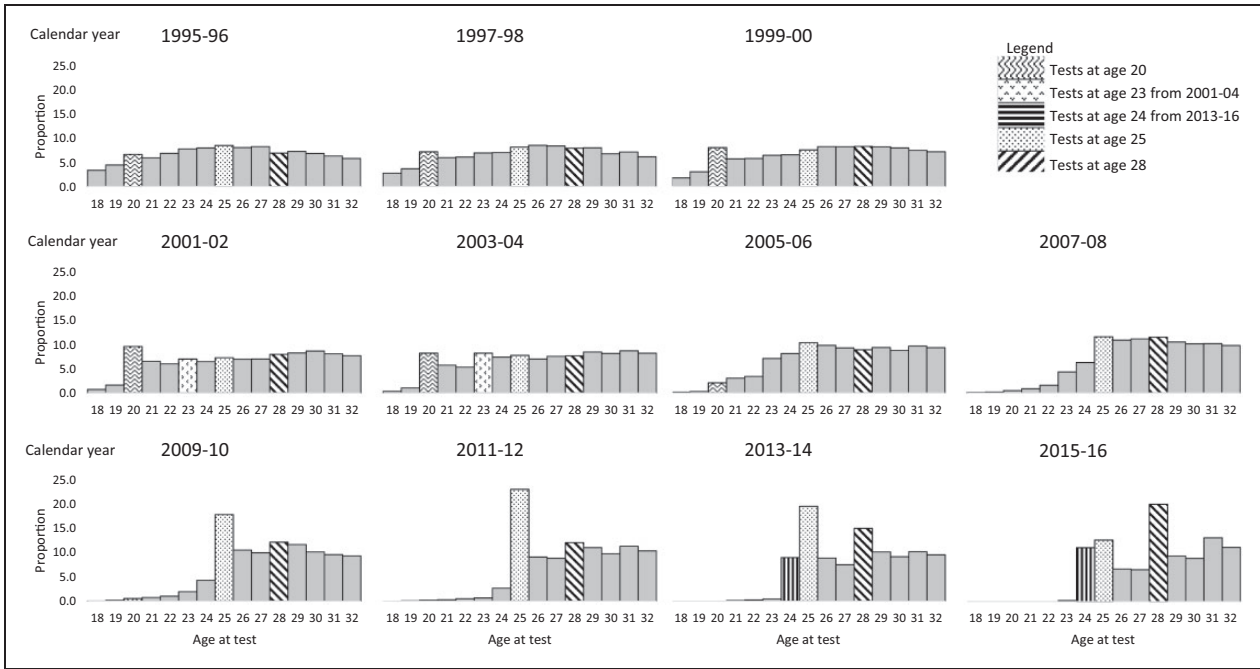 Calendar year 1995-96 1997-98 1999-00
Legend
Tests at age 20
Tests at age 23 from 2001-04
Tests at age 24 from 2013-16
Tests at age 25
Tests at age 28
Proportion
25.0
20.0
15.0
10.0
5.0
0.0
18 19 20 21 22 23 24 25 26 27 28 29 30 31 32 18 19 20 21 22 23 24 25 26 27 28 29 30 31 32 18 19 20 21 22 23 24 25 26 27 28 29 30 31 32
Calendar year 2001-02 2003-04 2005-06 2007-08
Proportion
25.0
20.0
15.0
10.0
5.0
0.0
18 19 20 21 22 23 24 25 26 27 28 29 30 31 32 18 19 20 21 22 23 24 25 26 27 28 29 30 31 32 18 19 20 21 22 23 24 25 26 27 28 29 30 31 32 18 19 20 21 22 23 24 25 26 27 28 29 30 31 32
Calendar year 2009-10 2011-12 2013-14 2015-16
Proportion
25.0
20.0
15.0
10.0
5.0
0.0
18 19 20 21 22 23 24 25 26 27 28 29 30 31 32 18 19 20 21 22 23 24 25 26 27 28 29 30 31 32 18 19 20 21 22 23 24 25 26 27 28 29 30 31 32 18 19 20 21 22 23 24 25 26 27 28 29 30 31 32
Age at test Age at test Age at test Age at test